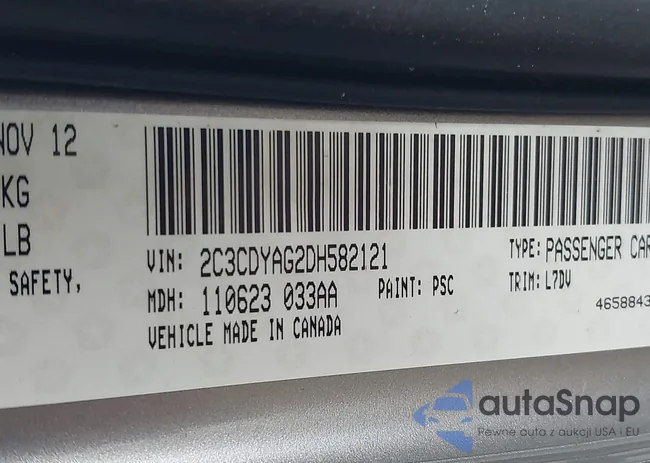 NOV 12
KG
LB
SAFETY,
VIN: 2C3CDYAG2DH582121
TYPE: PASSENGER CAR
MDH: 110623 033AA
PAINT: PSC
TRIM: L7DV
VEHICLE MADE IN CANADA
4658843
autaSnap
Pewne auta z aukcji USA - EU